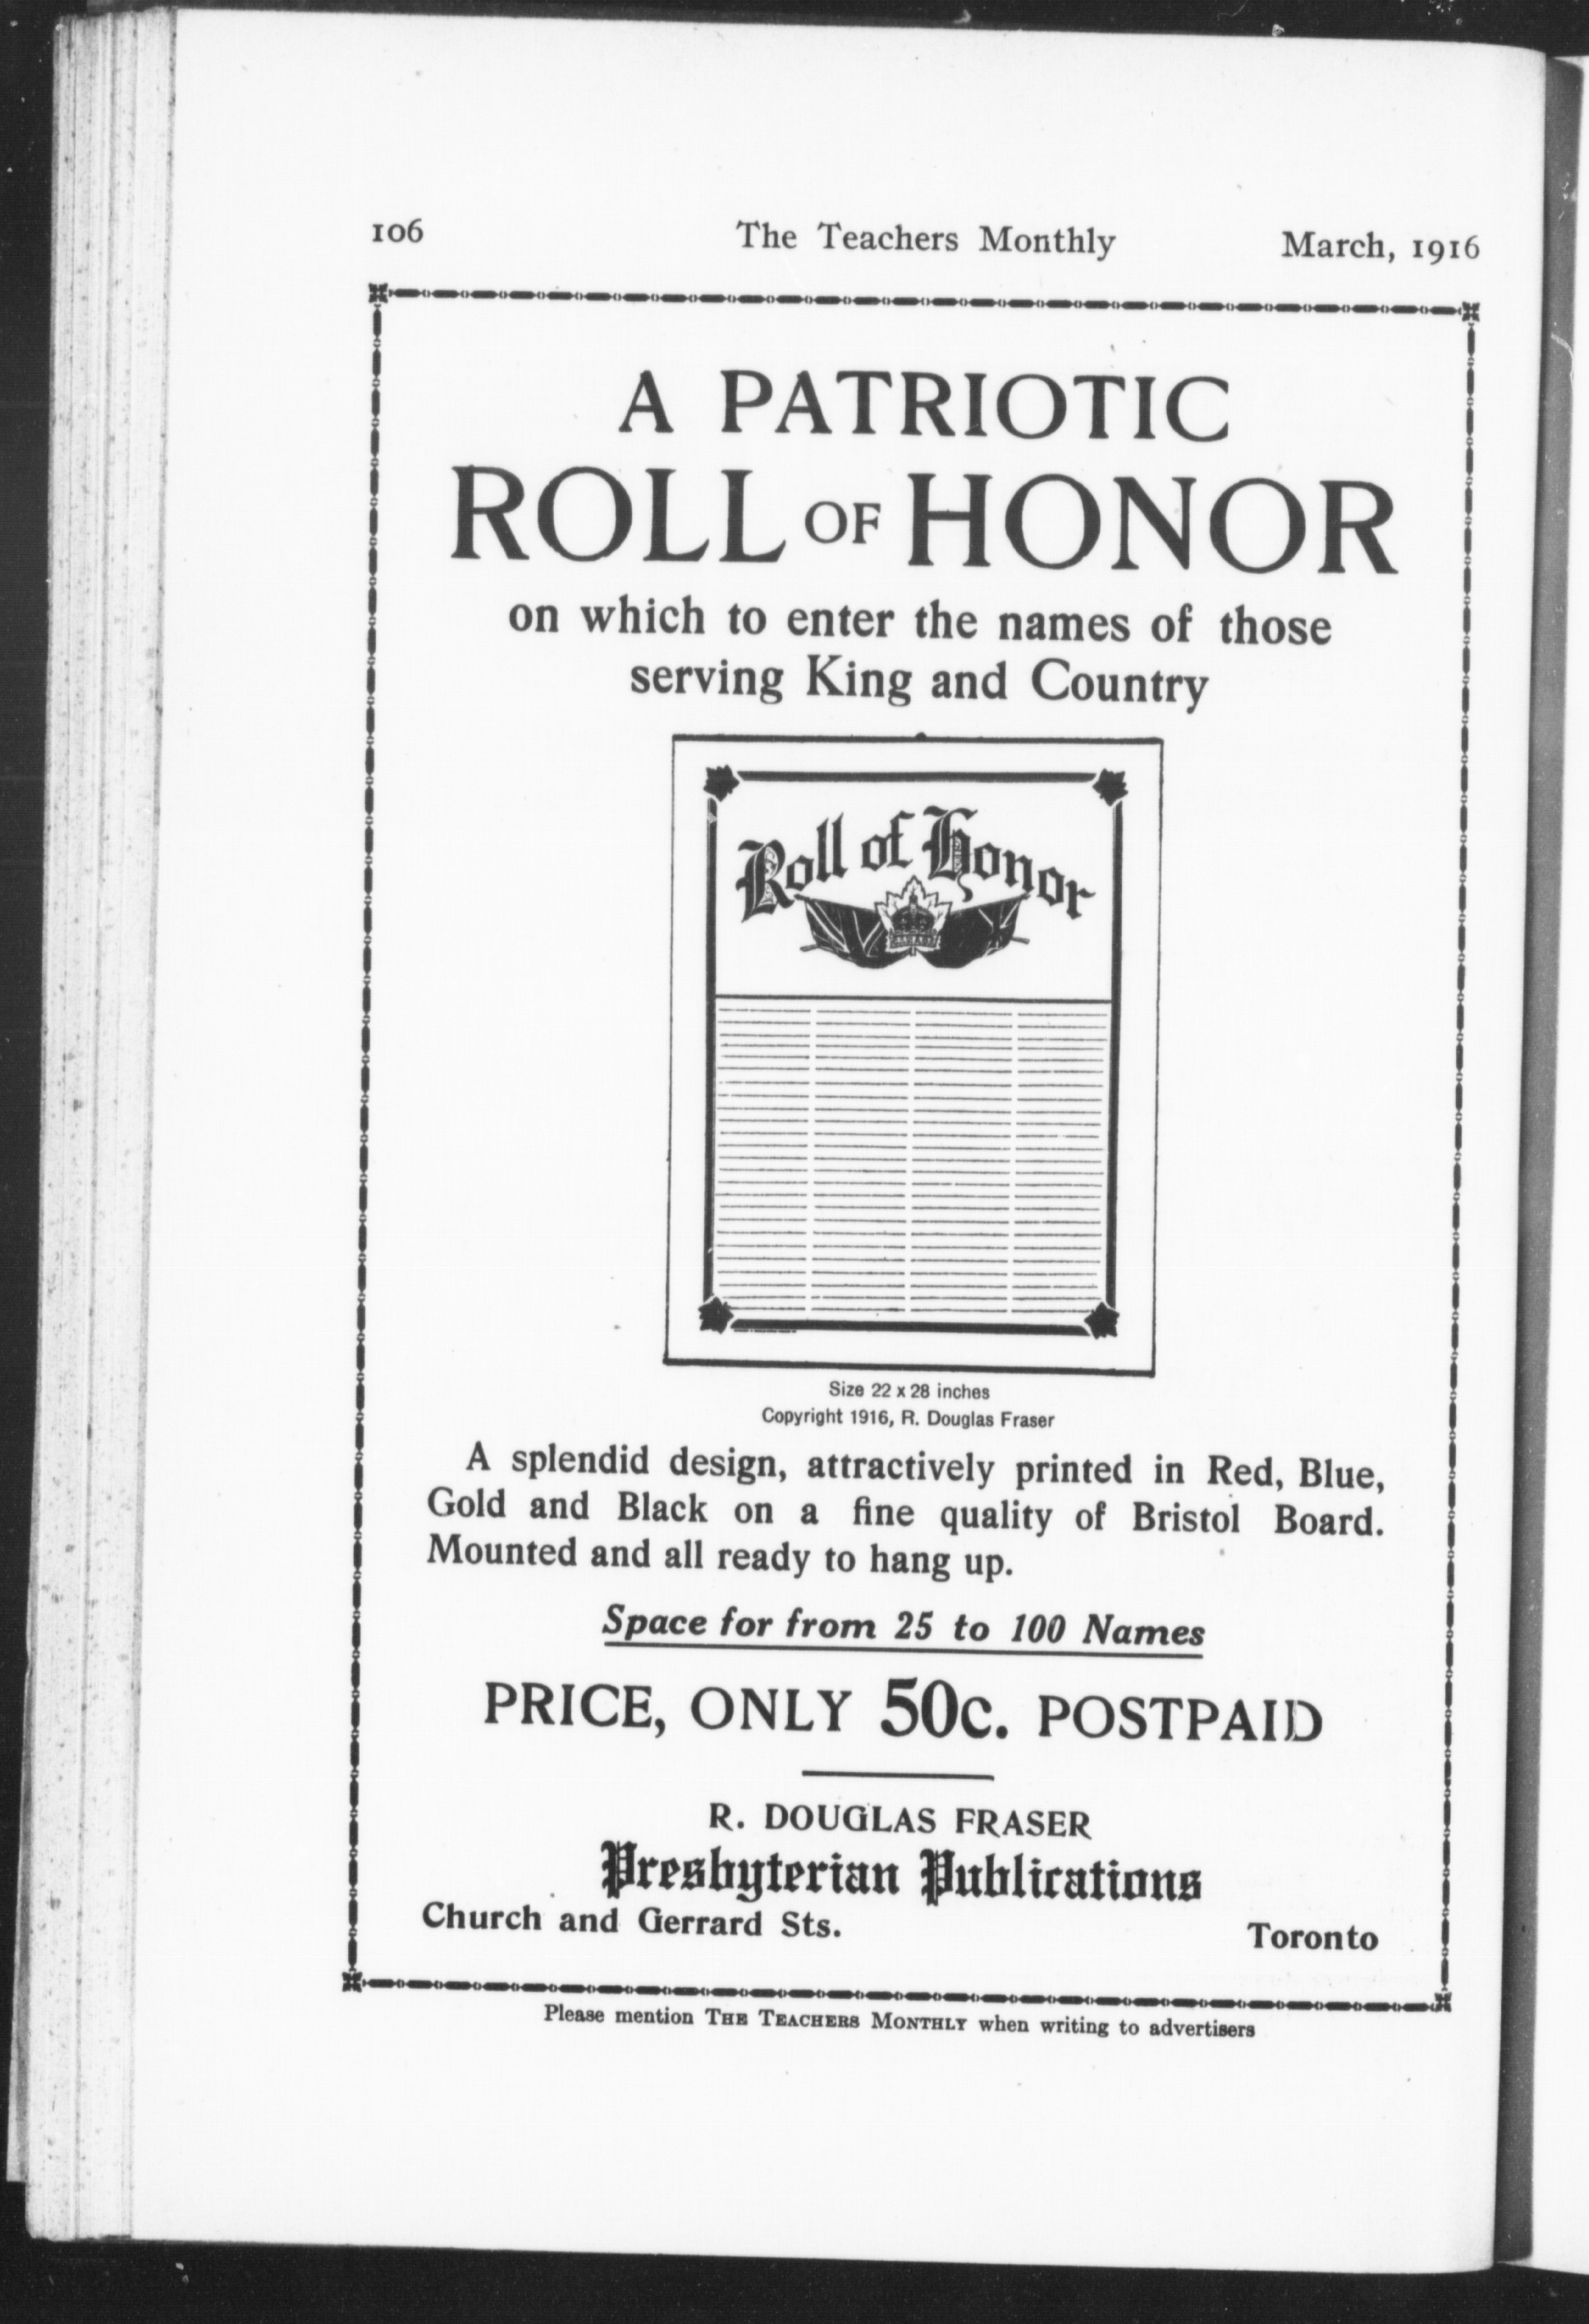 106 The Teachers Monthly March, 1916
A PATRIOTIC
ROLL OF HONOR
on which to enter the names of those
serving King and Country
Roll of Honor
Size 22 x 28 inches
Copyright 1916, R. Douglas Fraser
A splendid design, attractively printed in Red, Blue,
Gold and Black on a fine quality of Bristol Board.
Mounted and all ready to hang up.
Space for from 25 to 100 Names
PRICE, ONLY 50c. POSTPAID
R. DOUGLAS FRASER
Presbyterian Publications
Church and Gerrard Sts. Toronto
Please mention THE TEACHERS MONTHLY when writing to advertisers